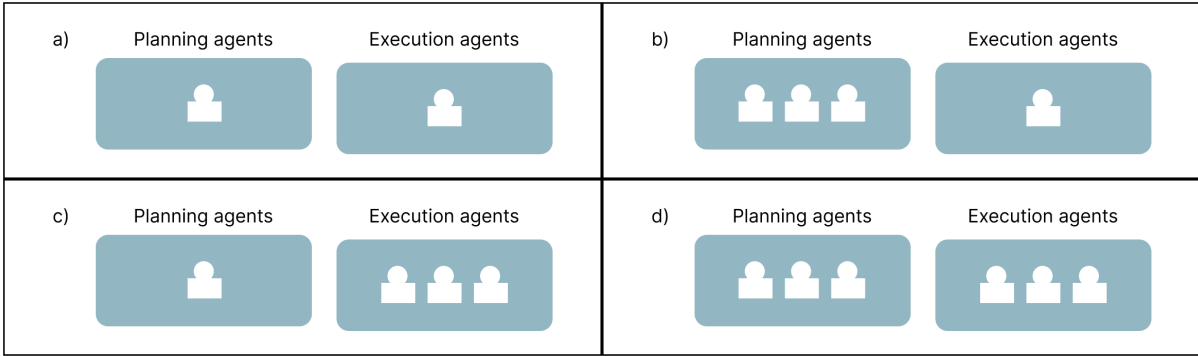 a) Planning agents Execution agents
b) Planning agents Execution agents
c) Planning agents Execution agents
d) Planning agents Execution agents